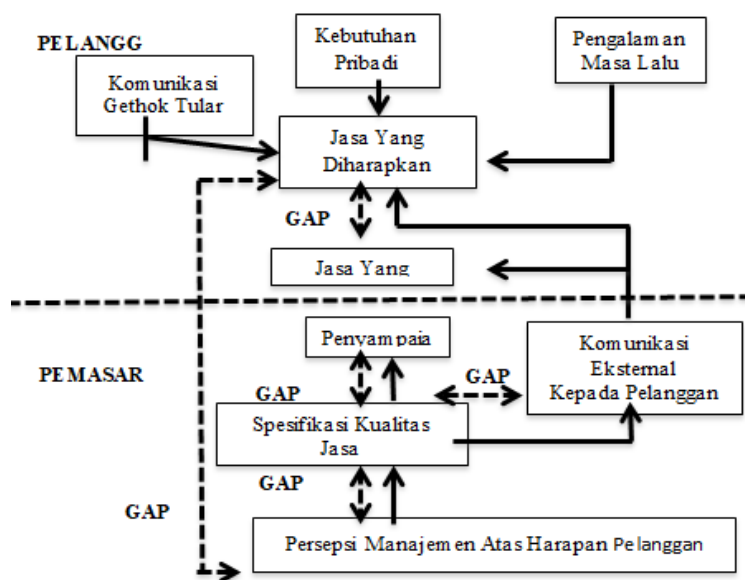 PELANGG
Kebutuhan
Pribadi
Pengalaman
Masa Lalu
Komunikasi
Gethok Tular
Jasa Yang
Diharapkan
GAP
Jasa Yang
Penyampaia
Komunikasi
Eksternal
Kepada Pelanggan
PEMASAR
GAP
GAP
Spesifikasi Kualitas
Jasa
GAP
GAP
Persepsi Manajemen Atas Harapan Pelanggan